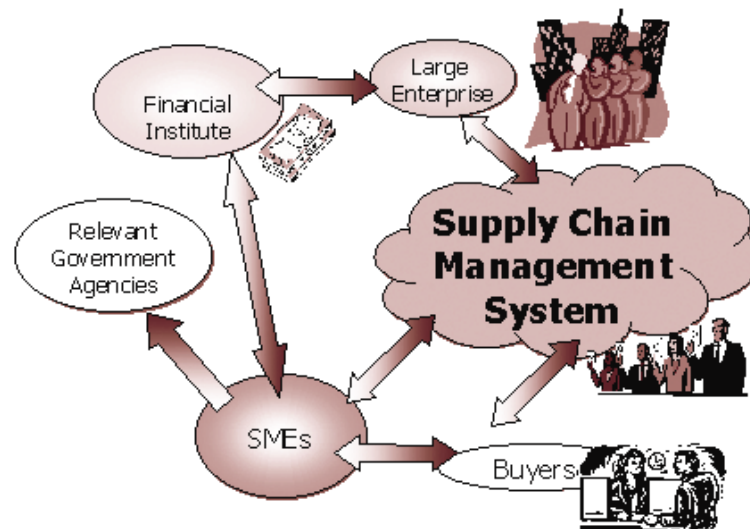 Large
Enterprise
Financial
Institute
Supply Chain
Management
System
Relevant
Government
Agencies
SMEs
Buyers